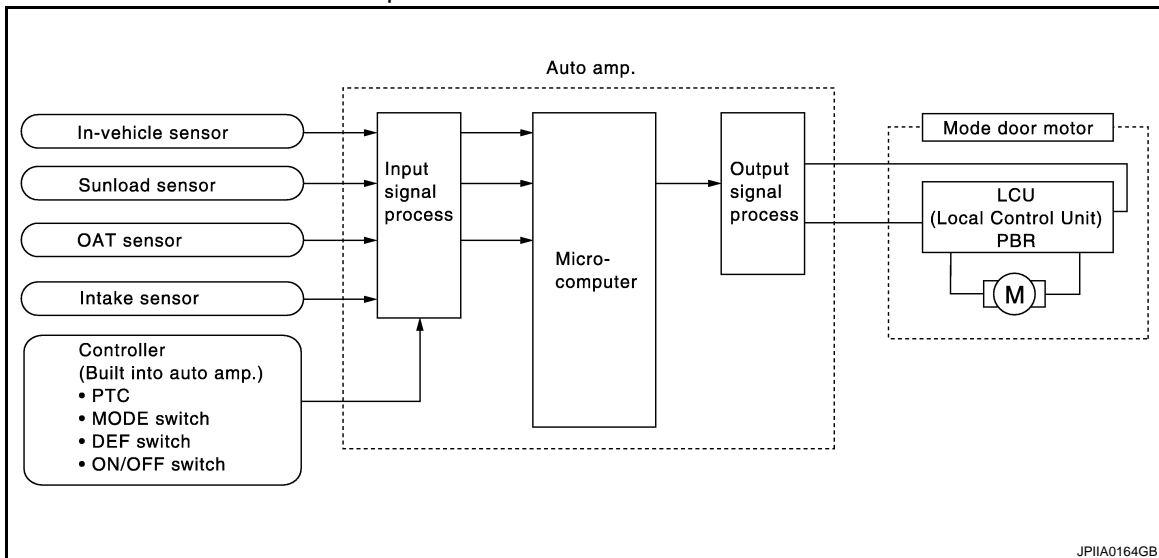 Auto amp.
In-vehicle sensor
Sunload sensor
OAT sensor
Intake sensor
Controller
(Built into auto amp.)
• PTC
• MODE switch
• DEF switch
• ON/OFF switch
Input
signal
process
Micro-
computer
Output
signal
process
Mode door motor
LCU
(Local Control Unit)
PBR
M
JPIIA0164GB